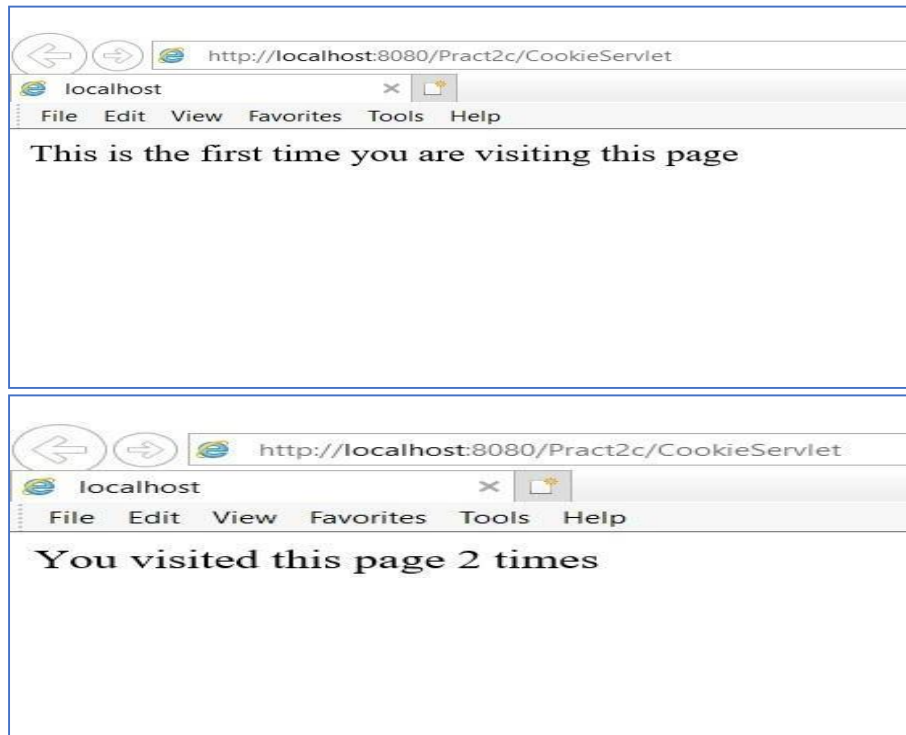 http://localhost:8080/Pract2c/CookieServlet
localhost
File Edit View Favorites Tools Help
This is the first time you are visiting this page
http://localhost:8080/Pract2c/CookieServlet
localhost
File Edit View Favorites Tools Help
You visited this page 2 times